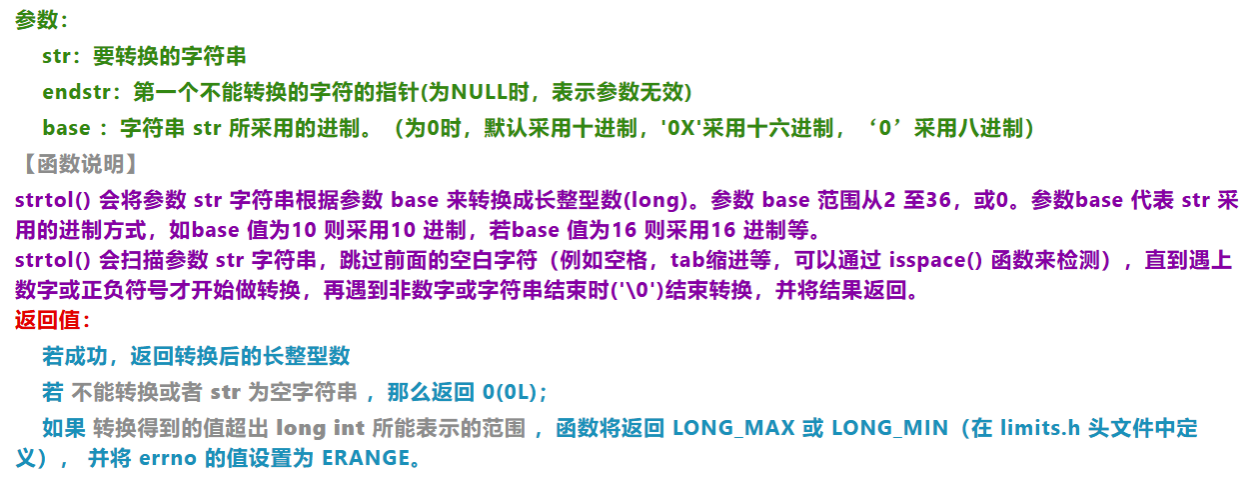 参数：
str：要转换的字符串
endstr：第一个不能转换的字符的指针(为NULL时，表示参数无效)
base ：字符串 str 所采用的进制。（为0时，默认采用十进制，'0X'采用十六进制，‘0’采用八进制）
【函数说明】
strtol() 会将参数 str 字符串根据参数 base 来转换成长整型数(long)。参数 base 范围从2 至36，或0。参数base 代表 str 采
用的进制方式，如base 值为10 则采用10 进制，若base 值为16 则采用16 进制等。
strtol() 会扫描参数 str 字符串，跳过前面的空白字符（例如空格，tab缩进等，可以通过 isspace() 函数来检测），直到遇上
数字或正负符号才开始做转换，再遇到非数字或字符串结束时('\0')结束转换，并将结果返回。
返回值：
若成功，返回转换后的长整型数
若 不能转换或者 str 为空字符串 ，那么返回 0(0L)；
如果 转换得到的值超出 long int 所能表示的范围 ，函数将返回 LONG_MAX 或 LONG_MIN（在 limits.h 头文件中定
义）， 并将 errno 的值设置为 ERANGE。